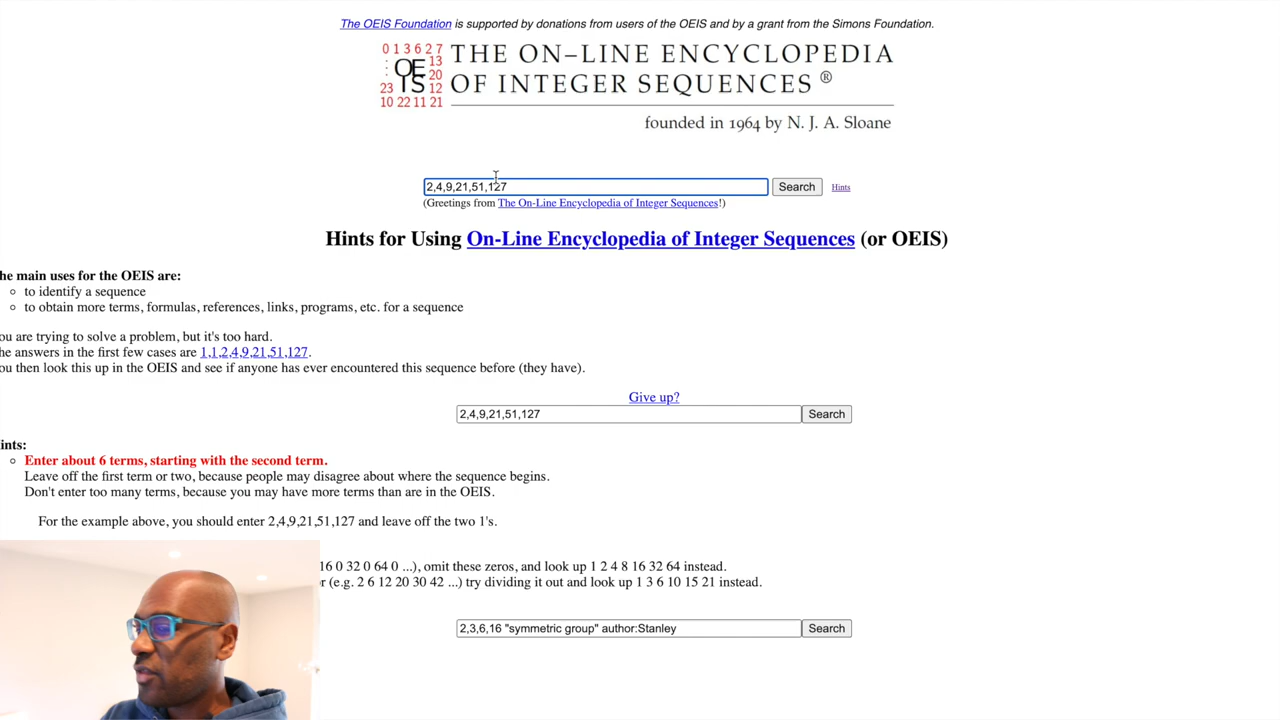 The OEIS Foundation is supported by donations from users of the OEIS and by a grant from the Simons Foundation.
0 1 3 6 2 7
: OE 13
: IS 20
23 12
10 22 11 21
THE ON–LINE ENCYCLOPEDIA
OF INTEGER SEQUENCES ®
founded in 1964 by N. J. A. Sloane
2,4,9,21,51,127 Search Hints
(Greetings from The On-Line Encyclopedia of Integer Sequences!)
Hints for Using On-Line Encyclopedia of Integer Sequences (or OEIS)
he main uses for the OEIS are:
to identify a sequence
to obtain more terms, formulas, references, links, programs, etc. for a sequence
ou are trying to solve a problem, but it's too hard.
he answers in the first few cases are 1,1,2,4,9,21,51,127.
ou then look this up in the OEIS and see if anyone has ever encountered this sequence before (they have).
Give up?
2,4,9,21,51,127 Search
ints:
Enter about 6 terms, starting with the second term.
Leave off the first term or two, because people may disagree about where the sequence begins.
Don't enter too many terms, because you may have more terms than are in the OEIS.
For the example above, you should enter 2,4,9,21,51,127 and leave off the two 1's.
16 0 32 0 64 0 ...), omit these zeros, and look up 1 2 4 8 16 32 64 instead.
r (e.g. 2 6 12 20 30 42 ...) try dividing it out and look up 1 3 6 10 15 21 instead.
2,3,6,16 "symmetric group" author:Stanley Search